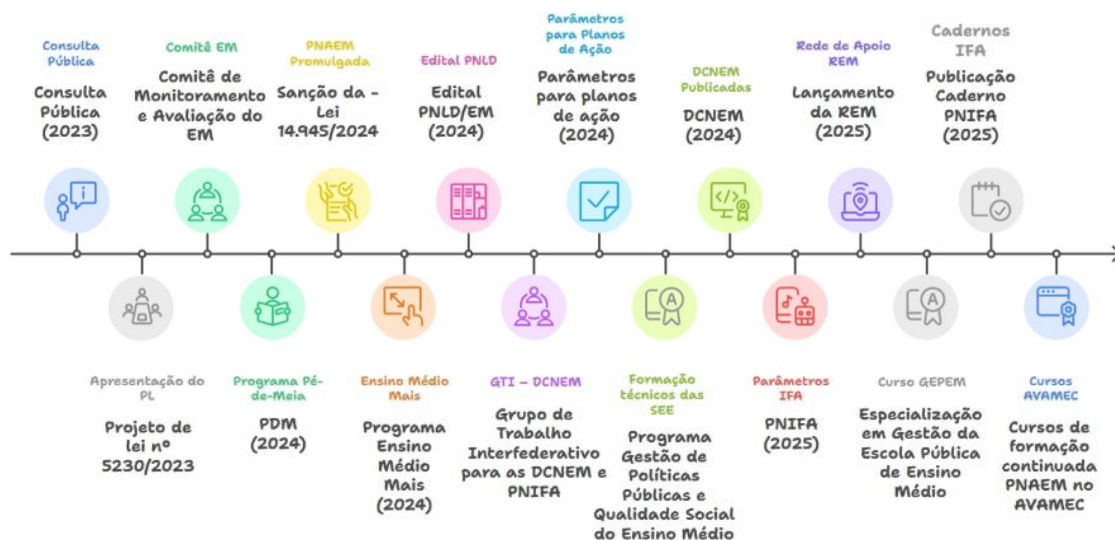 Consulta
Pública
Consulta
Pública
(2023)
Comitê EM
Comitê de
Monitoramento
e Avaliação do
EM
PNAEM
Promulgada
Sanção da -
Lei
14.945/2024
Edital PNLD
Edital
PNLD/EM
(2024)
Parâmetros
para Planos
de Ação
Parâmetros
para planos
de ação
(2024)
DCNEM
Publicadas
DCNEM
(2024)
Rede de Apoio
REM
Lançamento
da REM
(2025)
Cadernos
IFA
Publicação
Caderno
PNIFA
(2025)
Apresentação do
PL
Projeto de
lei nº
5230/2023
Programa Pé-
de-Meia
PDM
(2024)
Ensino Médio
Mais
Programa
Ensino
Médio
Mais
(2024)
GTI – DCNEM
Grupo de
Trabalho
Interfederativo
para as DCNEM e
PNIFA
Formação
técnicos das
SEE
Programa
Gestão de
Políticas
Públicas e
Qualidade Social
do Ensino Médio
Parâmetros
IFA
PNIFA
(2025)
Curso GEPEM
Especialização
em Gestão da
Escola Pública
de Ensino
Médio
Cursos
AVAMEC
Cursos de
formação
continuada
PNAEM no
AVAMEC